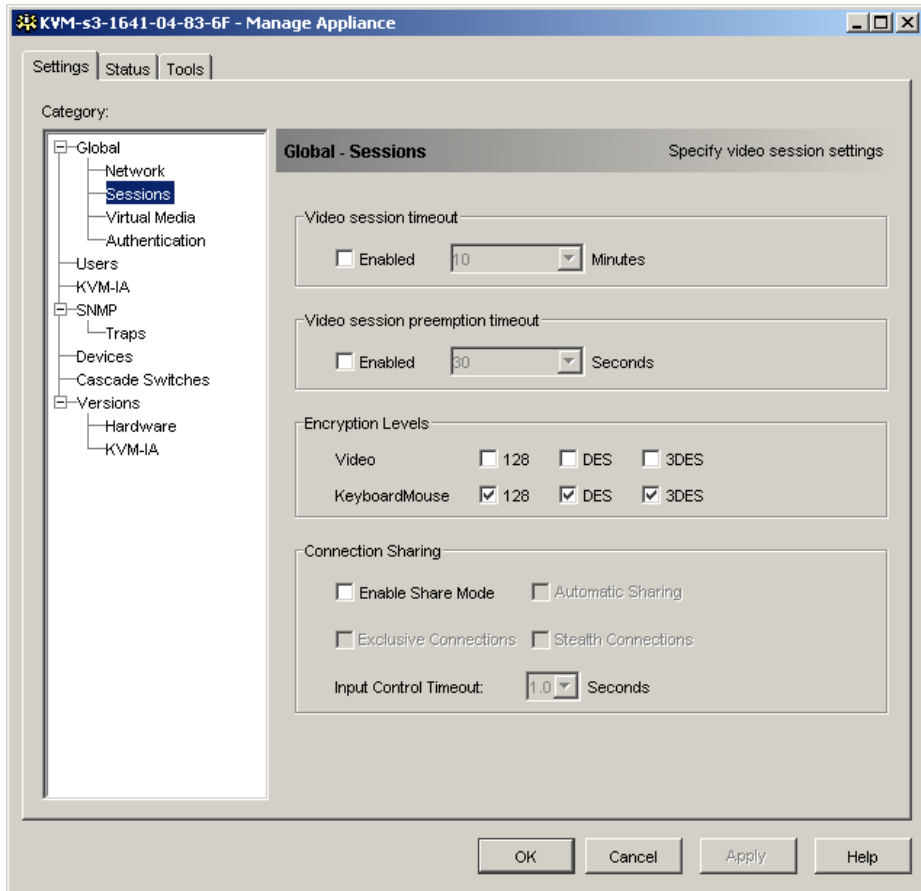 KVM-s3-1641-04-83-6F - Manage Appliance
Settings Status Tools
Category:
Global
Network
Sessions
Virtual Media
Authentication
Users
KVM-IA
SNMP
Traps
Devices
Cascade Switches
Versions
Hardware
KVM-IA
Global - Sessions Specify video session settings
Video session timeout
Enabled 10 Minutes
Video session preemption timeout
Enabled 30 Seconds
Encryption Levels
Video 128 DES 3DES
KeyboardMouse 128 DES 3DES
Connection Sharing
Enable Share Mode Automatic Sharing
Exclusive Connections Stealth Connections
Input Control Timeout: 1.0 Seconds
OK Cancel Apply Help